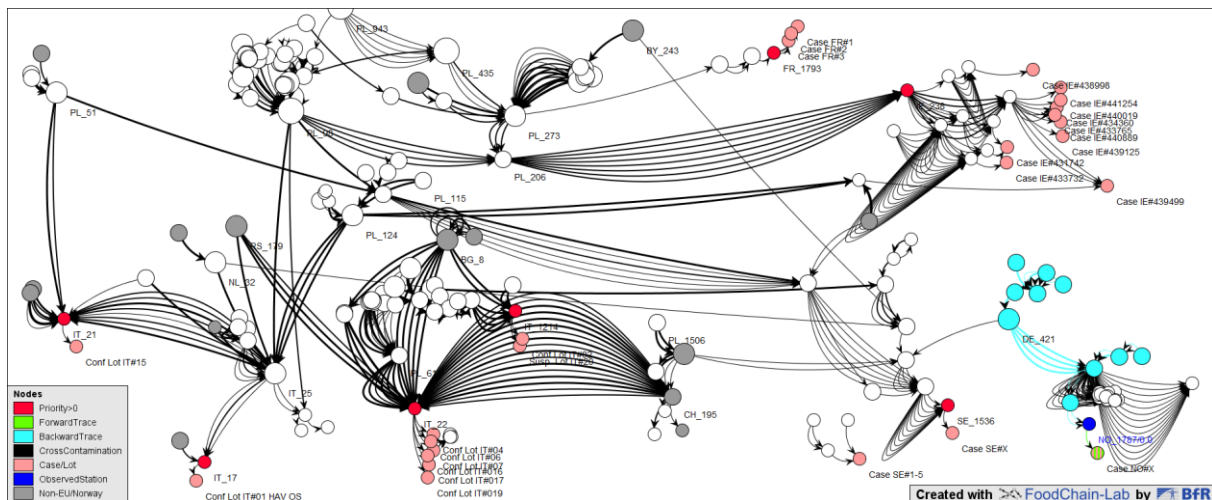 PL_943
BY_243
Case FR#1
Case FR#2
Case FR#3
FR_1793
PL_435
PL_51
PL_98
PL_273
PL_206
Case IE#438998
Case IE#441254
Case IE#440019
Case IE#434360
Case IE#433765
Case IE#440889
Case IE#439125
Case IE#431742
Case IE#433732
Case IE#439499
PL_115
PL_124
BG_8
NL_32
IT_21
Conf Lot IT#15
IT_1214
PL_1506
DE_421
IT_25
CH_195
IT_22
Conf Lot IT#04
Conf Lot IT#06
Conf Lot IT#07
Conf Lot IT#016
Conf Lot IT#017
Conf Lot IT#019
IT_17
Conf Lot IT#01 HAV OS
SE_1536
Case SE#X
Case SE#1-5
NO_1787/0.0
Case NO#X
Nodes
Priority>0
ForwardTrace
BackwardTrace
CrossContamination
Case/Lot
ObservedStation
Non-EU/Norway
Created with FoodChain-Lab by BfR